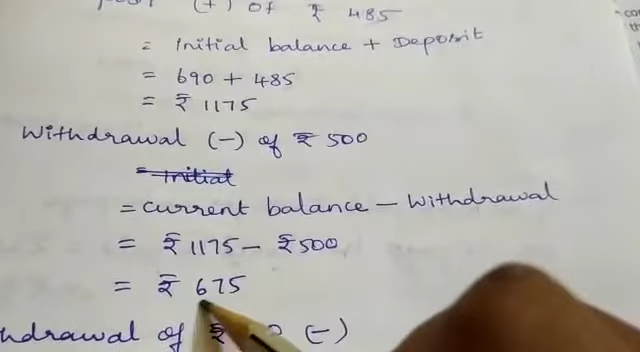 (+) of ₹ 485
= Initial balance + Deposit
= 690 + 485
= ₹ 1175
Withdrawal (-) of ₹ 500
= Initial
= current balance - Withdrawal
= ₹ 1175 - ₹ 500
= ₹ 675
hdrawal of ₹ (-)